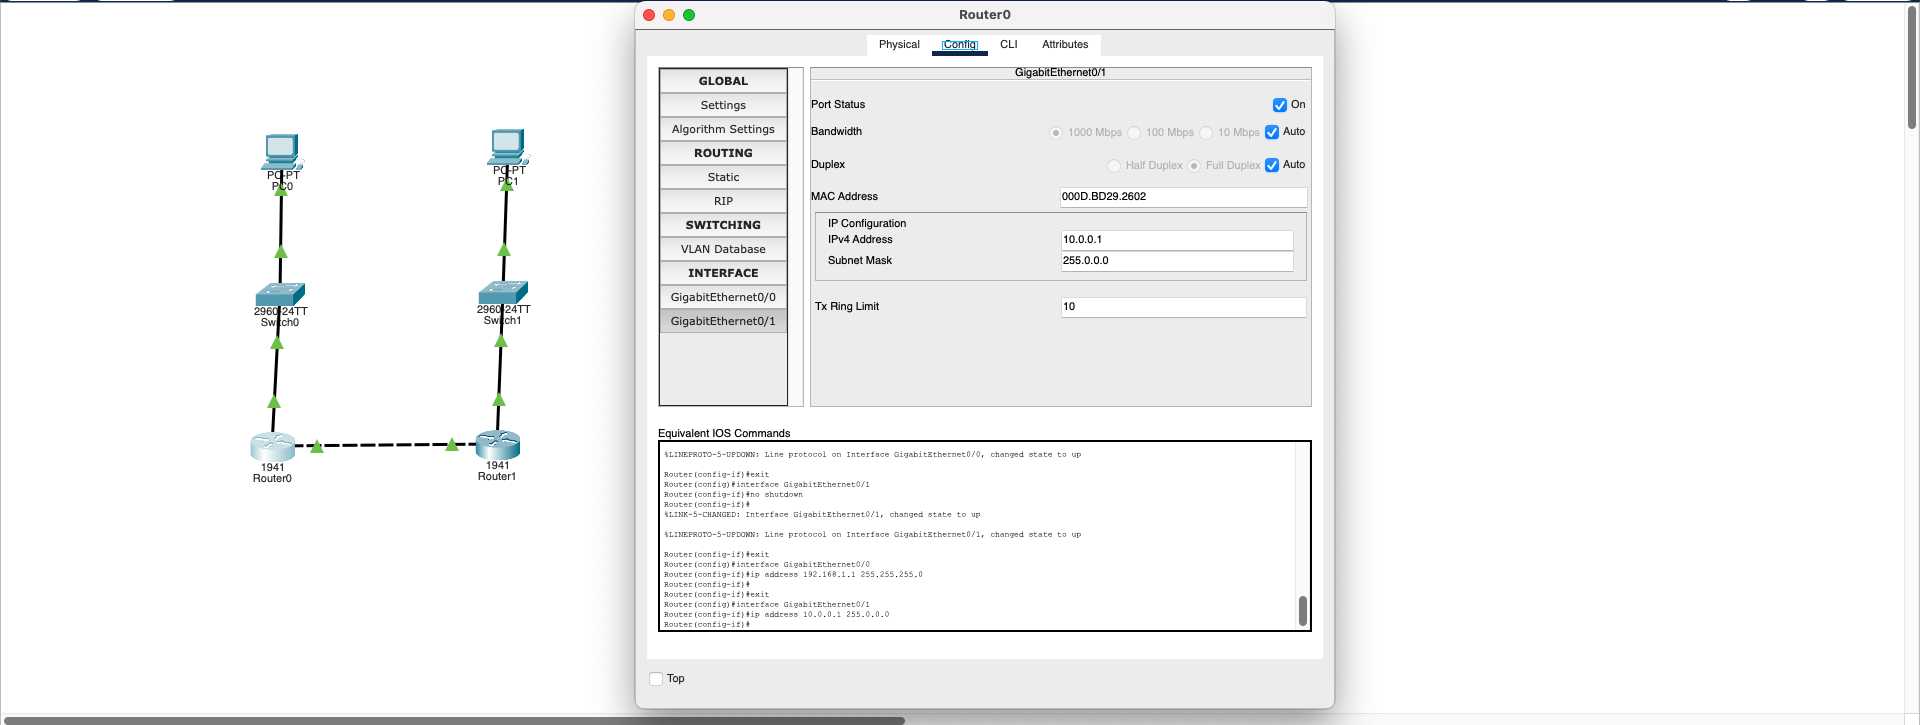 Router0
Physical
Config
CLI
Attributes
GLOBAL
Settings
Algorithm Settings
ROUTING
Static
RIP
SWITCHING
VLAN Database
INTERFACE
GigabitEthernet0/0
GigabitEthernet0/1
GigabitEthernet0/1
Port Status
On
Bandwidth
1000 Mbps
100 Mbps
10 Mbps
Auto
Duplex
Half Duplex
Full Duplex
Auto
MAC Address
000D.BD29.2602
IP Configuration
IPv4 Address
10.0.0.1
Subnet Mask
255.0.0.0
Tx Ring Limit
10
Equivalent IOS Commands
%LINEPROTO-5-UPDOWN: Line protocol on Interface GigabitEthernet0/0, changed state to up
Router(config-if)#exit
Router(config)#interface GigabitEthernet0/1
Router(config-if)#no shutdown
Router(config-if)#
%LINK-5-CHANGED: Interface GigabitEthernet0/1, changed state to up
%LINEPROTO-5-UPDOWN: Line protocol on Interface GigabitEthernet0/1, changed state to up
Router(config-if)#exit
Router(config)#interface GigabitEthernet0/0
Router(config-if)#ip address 192.168.1.1 255.255.255.0
Router(config-if)#
Router(config-if)#exit
Router(config)#interface GigabitEthernet0/1
Router(config-if)#ip address 10.0.0.1 255.0.0.0
Router(config-if)#
Top
PC-PT
PC0
PC-PT
PC1
2960-24TT
Switch0
2960-24TT
Switch1
1941
Router0
1941
Router1